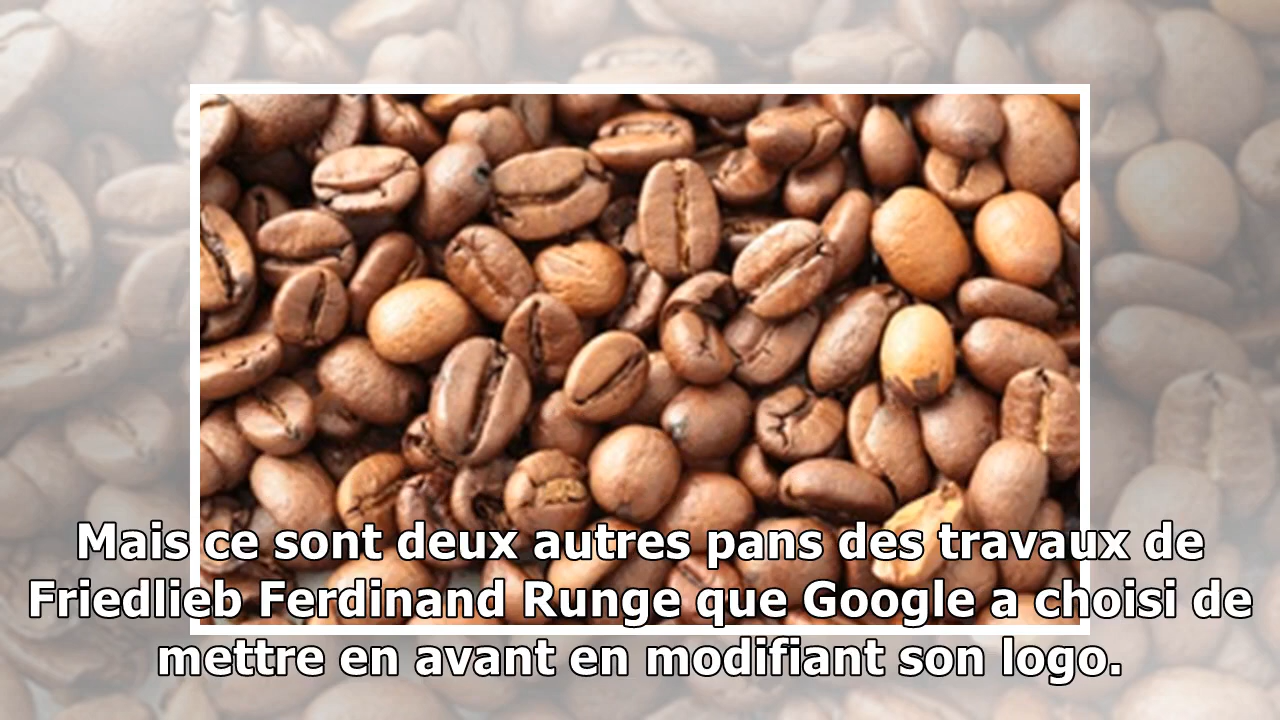 Mais ce sont deux autres pans des travaux de
Friedlieb Ferdinand Runge que Google a choisi de
mettre en avant en modifiant son logo.